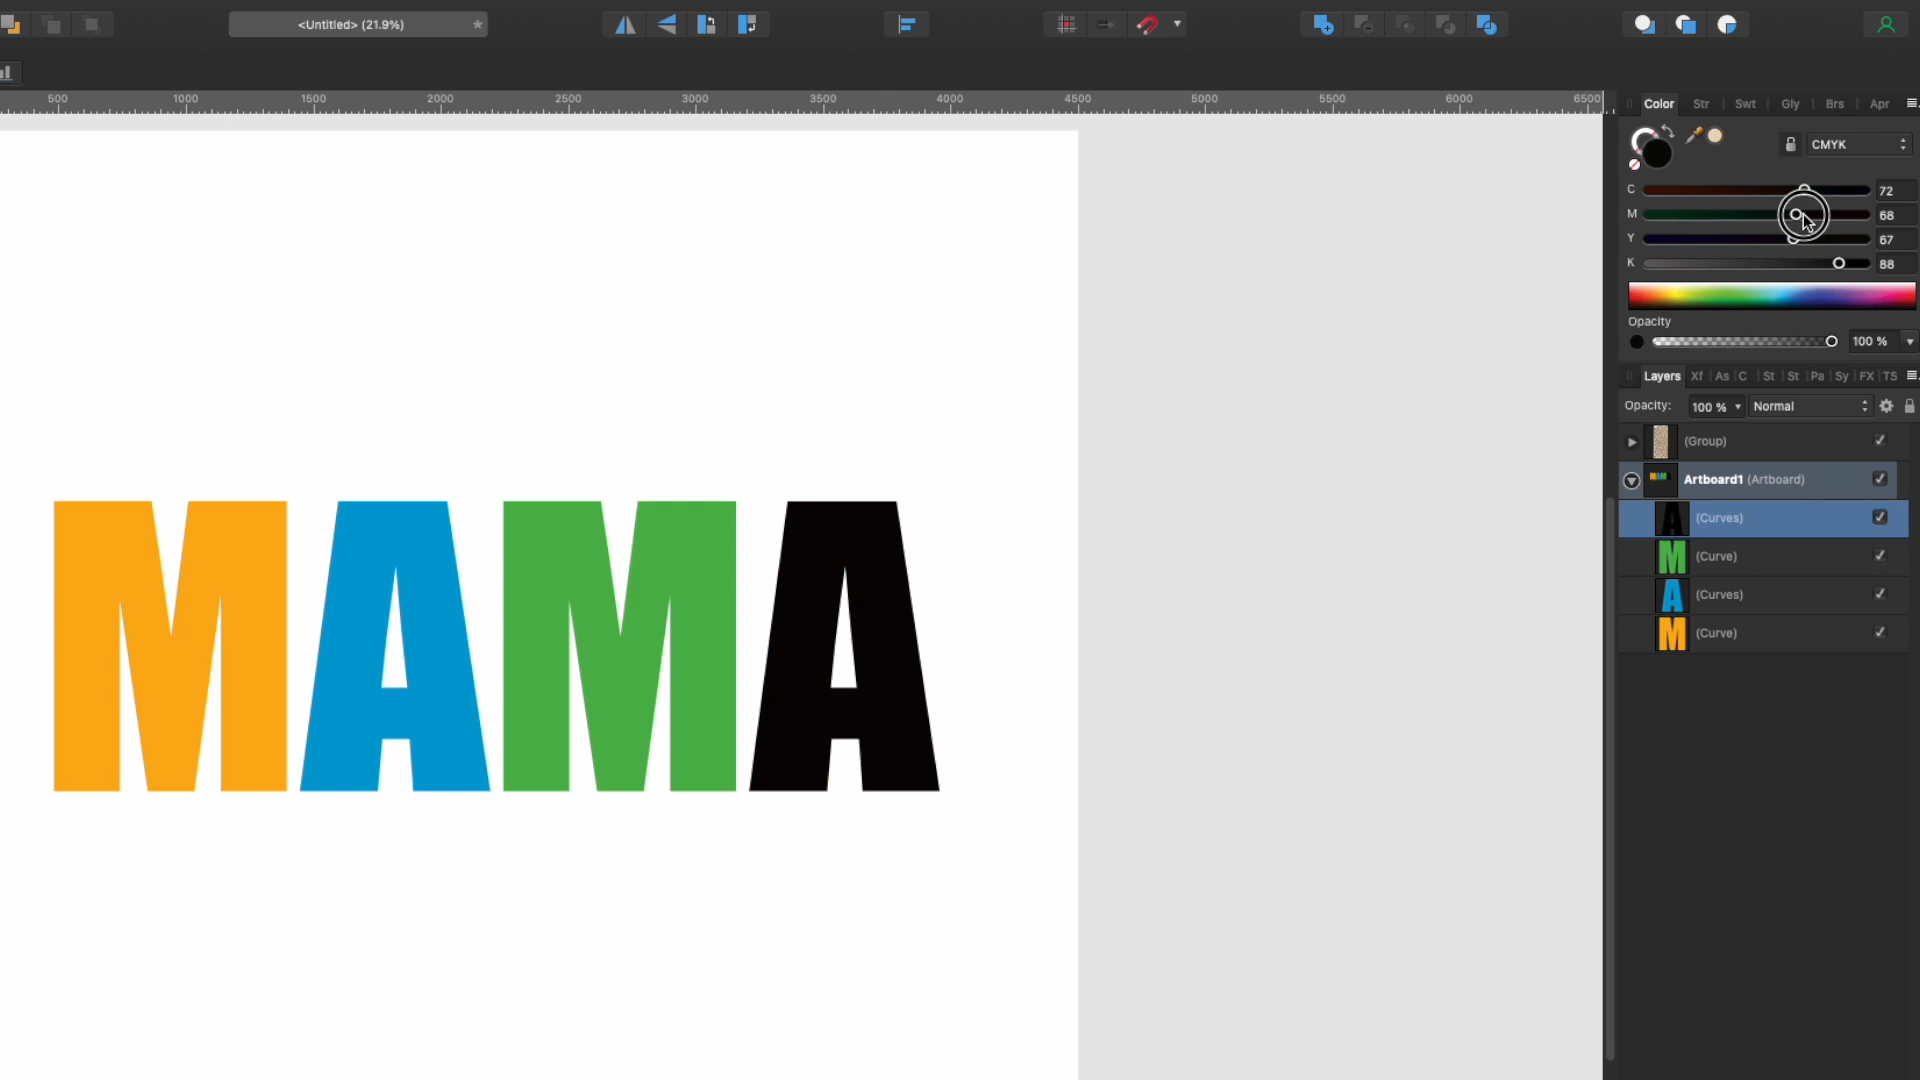 <Untitled> (21.9%) *
500 1000 1500 2000 2500 3000 3500 4000 4500 5000 5500 6000 6500
Color Str Swt Gly Brs Apr
CMYK
C 72
M 68
Y 67
K 88
Opacity
100 %
Layers Xf As C St St Pa Sy FX TS
Opacity: 100 % Normal
(Group)
Artboard1 (Artboard)
(Curves)
(Curve)
(Curves)
(Curve)
MAMA